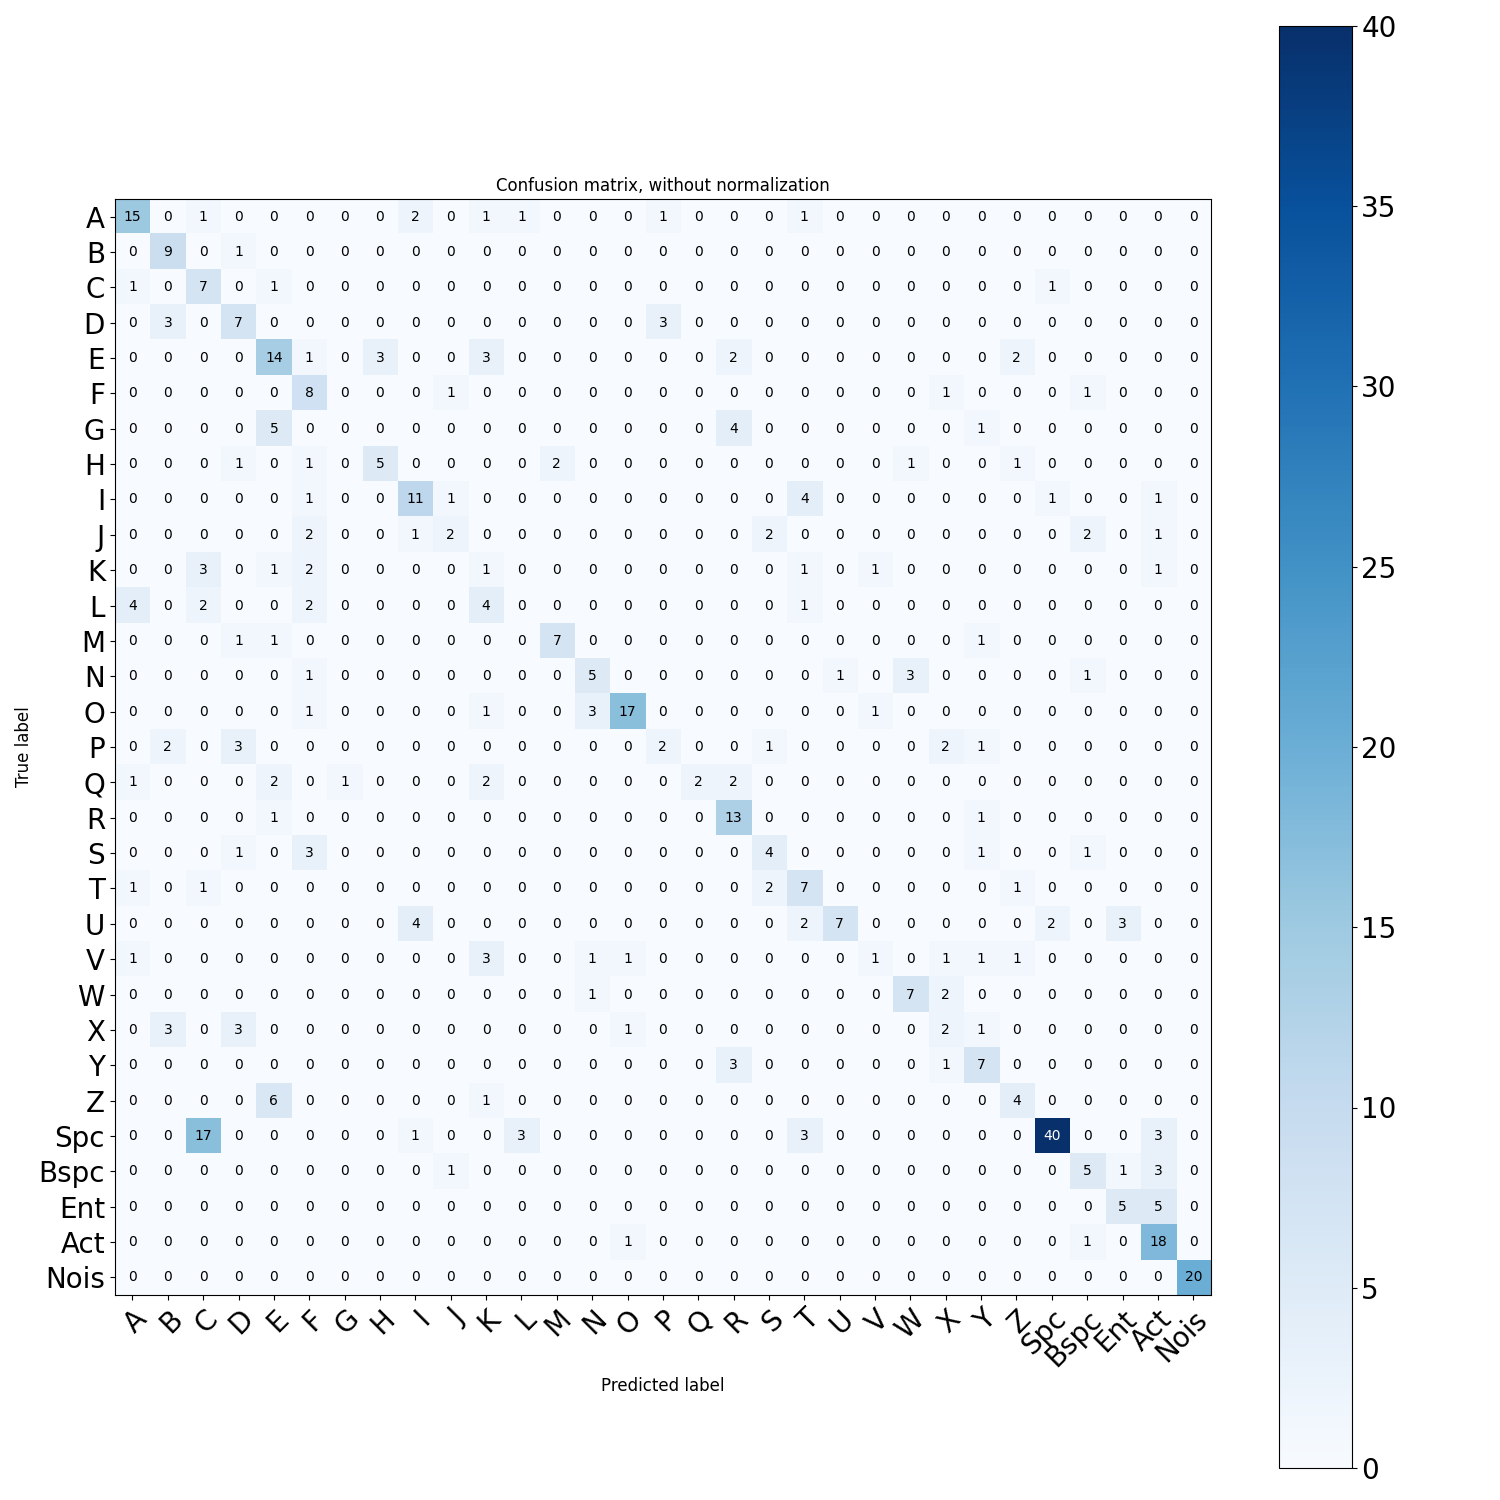 Confusion matrix, without normalization
A 15 0 1 0 0 0 0 0 2 0 1 1 0 0 0 1 0 0 0 1 0 0 0 0 0 0 0 0 0 0 0
B 0 9 0 1 0 0 0 0 0 0 0 0 0 0 0 0 0 0 0 0 0 0 0 0 0 0 0 0 0 0 0
C 1 0 7 0 1 0 0 0 0 0 0 0 0 0 0 0 0 0 0 0 0 0 0 0 0 0 1 0 0 0 0
D 0 3 0 7 0 0 0 0 0 0 0 0 0 0 0 3 0 0 0 0 0 0 0 0 0 0 0 0 0 0 0
E 0 0 0 0 14 1 0 3 0 0 3 0 0 0 0 0 0 2 0 0 0 0 0 0 0 2 0 0 0 0 0
F 0 0 0 0 0 8 0 0 0 1 0 0 0 0 0 0 0 0 0 0 0 0 0 1 0 0 0 1 0 0 0
G 0 0 0 0 5 0 0 0 0 0 0 0 0 0 0 0 0 4 0 0 0 0 0 0 1 0 0 0 0 0 0
H 0 0 0 1 0 1 0 5 0 0 0 0 2 0 0 0 0 0 0 0 0 0 1 0 0 1 0 0 0 0 0
I 0 0 0 0 0 1 0 0 11 1 0 0 0 0 0 0 0 0 0 4 0 0 0 0 0 0 1 0 0 1 0
J 0 0 0 0 0 2 0 0 1 2 0 0 0 0 0 0 0 0 2 0 0 0 0 0 0 0 0 2 0 1 0
K 0 0 3 0 1 2 0 0 0 0 1 0 0 0 0 0 0 0 0 1 0 1 0 0 0 0 0 0 0 1 0
L 4 0 2 0 0 2 0 0 0 0 4 0 0 0 0 0 0 0 0 1 0 0 0 0 0 0 0 0 0 0 0
M 0 0 0 1 1 0 0 0 0 0 0 0 7 0 0 0 0 0 0 0 0 0 0 0 1 0 0 0 0 0 0
N 0 0 0 0 0 1 0 0 0 0 0 0 0 5 0 0 0 0 0 0 1 0 3 0 0 0 0 1 0 0 0
O 0 0 0 0 0 1 0 0 0 0 1 0 0 3 17 0 0 0 0 0 0 1 0 0 0 0 0 0 0 0 0
P 0 2 0 3 0 0 0 0 0 0 0 0 0 0 0 2 0 0 1 0 0 0 0 2 1 0 0 0 0 0 0
Q 1 0 0 0 2 0 1 0 0 0 2 0 0 0 0 0 2 2 0 0 0 0 0 0 0 0 0 0 0 0 0
R 0 0 0 0 1 0 0 0 0 0 0 0 0 0 0 0 0 13 0 0 0 0 0 0 1 0 0 0 0 0 0
S 0 0 0 1 0 3 0 0 0 0 0 0 0 0 0 0 0 0 4 0 0 0 0 0 1 0 0 1 0 0 0
T 1 0 1 0 0 0 0 0 0 0 0 0 0 0 0 0 0 0 2 7 0 0 0 0 0 1 0 0 0 0 0
U 0 0 0 0 0 0 0 0 4 0 0 0 0 0 0 0 0 0 0 2 7 0 0 0 0 0 2 0 3 0 0
V 1 0 0 0 0 0 0 0 0 0 3 0 0 1 1 0 0 0 0 0 0 1 0 1 1 1 0 0 0 0 0
W 0 0 0 0 0 0 0 0 0 0 0 0 0 1 0 0 0 0 0 0 0 0 7 2 0 0 0 0 0 0 0
X 0 3 0 3 0 0 0 0 0 0 0 0 0 0 1 0 0 0 0 0 0 0 0 2 1 0 0 0 0 0 0
Y 0 0 0 0 0 0 0 0 0 0 0 0 0 0 0 0 0 3 0 0 0 0 0 1 7 0 0 0 0 0 0
Z 0 0 0 0 6 0 0 0 0 0 1 0 0 0 0 0 0 0 0 0 0 0 0 0 0 4 0 0 0 0 0
Spc 0 0 17 0 0 0 0 0 1 0 0 3 0 0 0 0 0 0 0 3 0 0 0 0 0 0 40 0 0 3 0
Bspc 0 0 0 0 0 0 0 0 0 1 0 0 0 0 0 0 0 0 0 0 0 0 0 0 0 0 0 5 1 3 0
Ent 0 0 0 0 0 0 0 0 0 0 0 0 0 0 0 0 0 0 0 0 0 0 0 0 0 0 0 0 5 5 0
Act 0 0 0 0 0 0 0 0 0 0 0 0 0 0 1 0 0 0 0 0 0 0 0 0 0 0 0 1 0 18 0
Nois 0 0 0 0 0 0 0 0 0 0 0 0 0 0 0 0 0 0 0 0 0 0 0 0 0 0 0 0 0 0 20
A B C D E F G H I J K L M N O P Q R S T U V W X Y Z Spc Bspc Ent Act Nois
Predicted label
True label
40
35
30
25
20
15
10
5
0